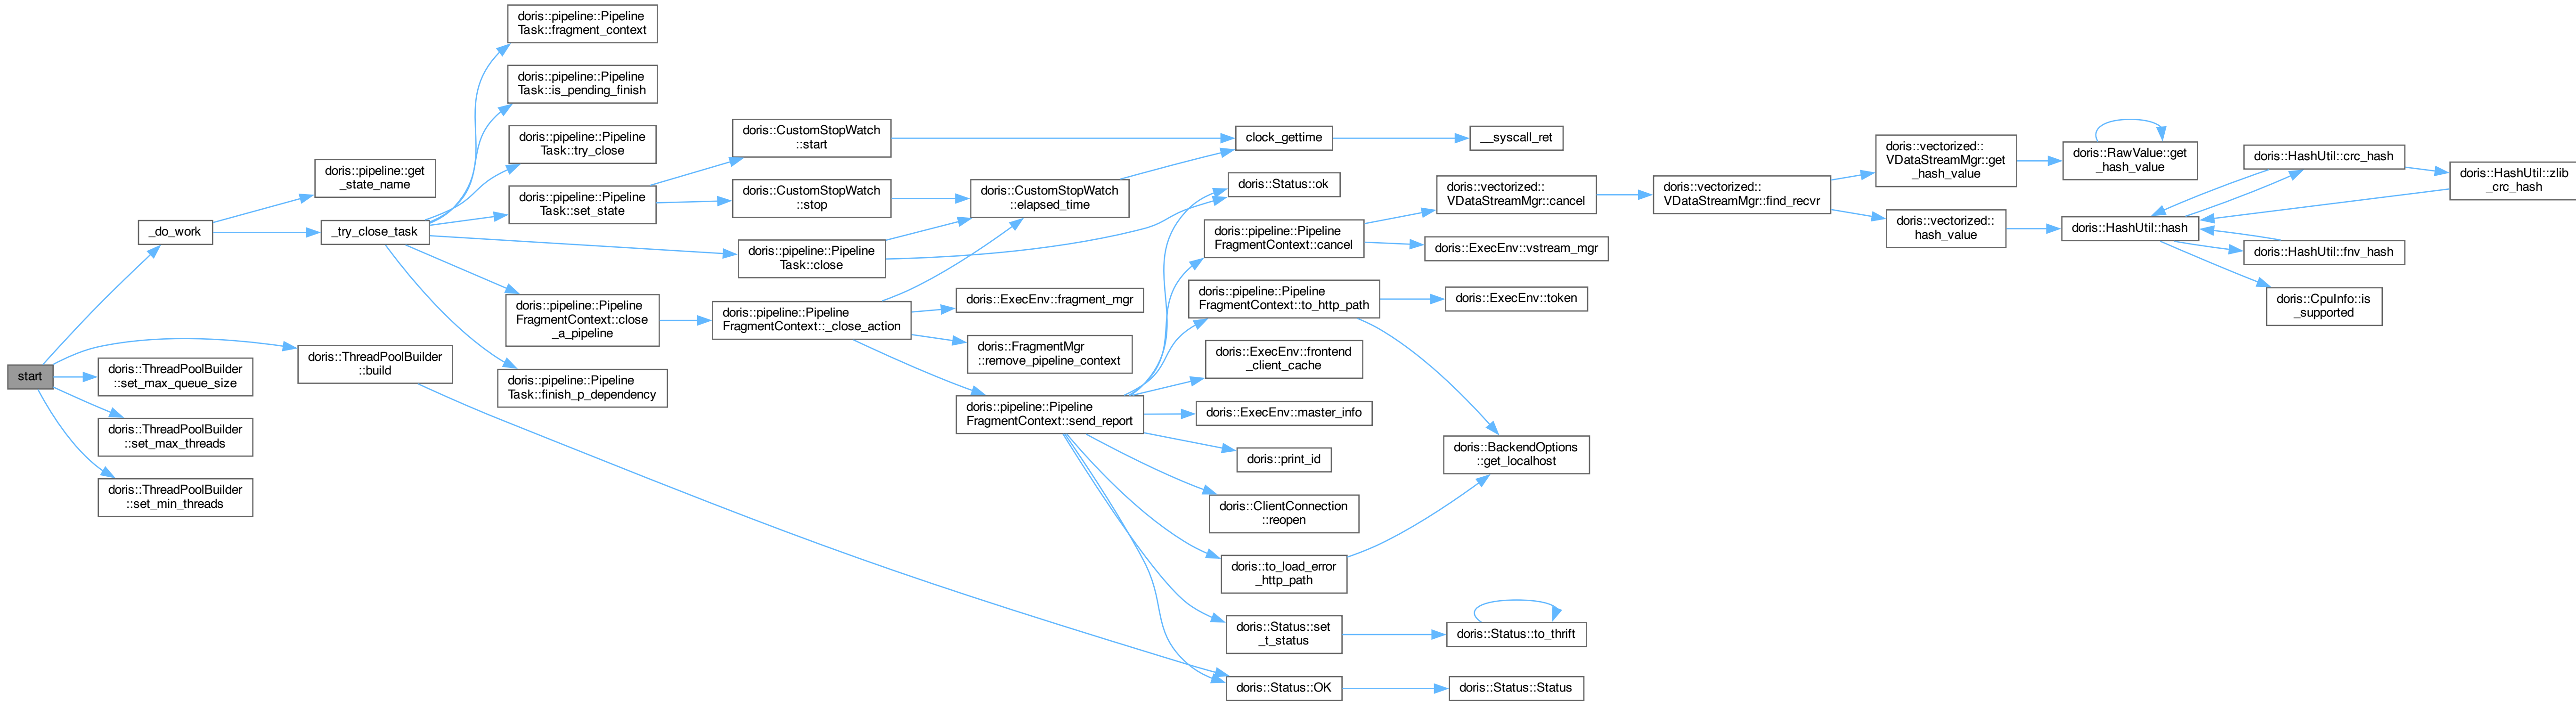 start
_do_work
doris::ThreadPoolBuilder
::set_max_queue_size
doris::ThreadPoolBuilder
::set_max_threads
doris::ThreadPoolBuilder
::set_min_threads
doris::pipeline::get
_state_name
_try_close_task
doris::ThreadPoolBuilder
::build
doris::pipeline::Pipeline
Task::fragment_context
doris::pipeline::Pipeline
Task::is_pending_finish
doris::pipeline::Pipeline
Task::try_close
doris::pipeline::Pipeline
Task::set_state
doris::pipeline::Pipeline
FragmentContext::close
_a_pipeline
doris::pipeline::Pipeline
Task::finish_p_dependency
doris::CustomStopWatch
::start
doris::CustomStopWatch
::stop
doris::pipeline::Pipeline
Task::close
doris::pipeline::Pipeline
FragmentContext::_close_action
doris::CustomStopWatch
::elapsed_time
doris::ExecEnv::fragment_mgr
doris::FragmentMgr
::remove_pipeline_context
doris::pipeline::Pipeline
FragmentContext::send_report
clock_gettime
doris::Status::ok
doris::pipeline::Pipeline
FragmentContext::cancel
doris::pipeline::Pipeline
FragmentContext::to_http_path
doris::ExecEnv::frontend
_client_cache
doris::ExecEnv::master_info
doris::print_id
doris::ClientConnection
::reopen
doris::to_load_error
_http_path
doris::Status::set
_t_status
doris::Status::OK
__syscall_ret
doris::vectorized::
VDataStreamMgr::cancel
doris::ExecEnv::vstream_mgr
doris::ExecEnv::token
doris::BackendOptions
::get_localhost
doris::Status::to_thrift
doris::Status::Status
doris::vectorized::
VDataStreamMgr::find_recvr
doris::vectorized::
VDataStreamMgr::get
_hash_value
doris::vectorized::
hash_value
doris::RawValue::get
_hash_value
doris::HashUtil::hash
doris::HashUtil::crc_hash
doris::HashUtil::fnv_hash
doris::CpuInfo::is
_supported
doris::HashUtil::zlib
_crc_hash